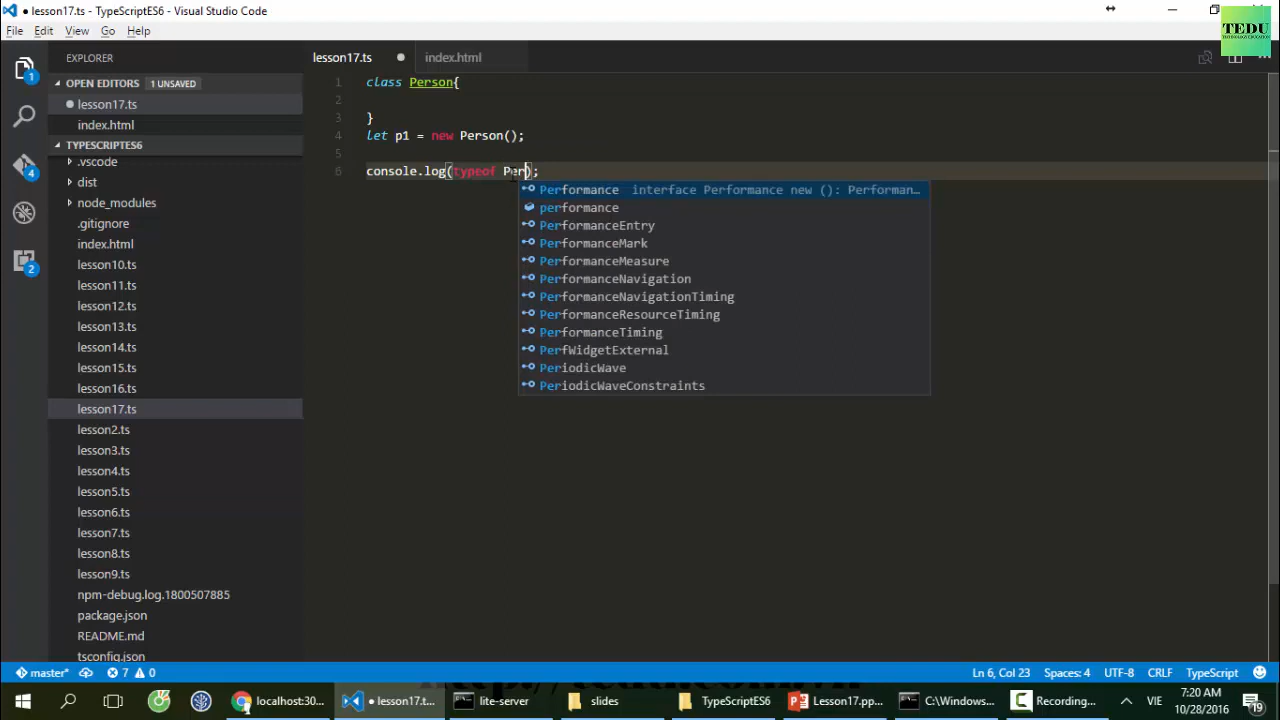 lesson17.ts - TypeScriptES6 - Visual Studio Code
TEDU
TECHNOLOGY EDUCATION
File Edit View Go Help
EXPLORER
lesson17.ts
index.html
OPEN EDITORS 1 UNSAVED
lesson17.ts
index.html
TYPESCRIPTES6
.vscode
dist
node_modules
.gitignore
index.html
lesson10.ts
lesson11.ts
lesson12.ts
lesson13.ts
lesson14.ts
lesson15.ts
lesson16.ts
lesson17.ts
lesson2.ts
lesson3.ts
lesson4.ts
lesson5.ts
lesson6.ts
lesson7.ts
lesson8.ts
lesson9.ts
npm-debug.log.1800507885
package.json
README.md
tsconfig.json
1
4
2
1 class Person{
2
3 }
4 let p1 = new Person();
5
6 console.log(typeof Per);
Performance interface Performance new (): Performan...
performance
PerformanceEntry
PerformanceMark
PerformanceMeasure
PerformanceNavigation
PerformanceNavigationTiming
PerformanceResourceTiming
PerformanceTiming
PerfWidgetExternal
PeriodicWave
PeriodicWaveConstraints
master* 7 0 Ln 6, Col 23 Spaces: 4 UTF-8 CRLF TypeScript
localhost:30... lesson17.t... lite-server slides TypeScriptES6 Lesson17.pp... C:\Windows... Recording... VIE 7:20 AM
10/28/2016 19